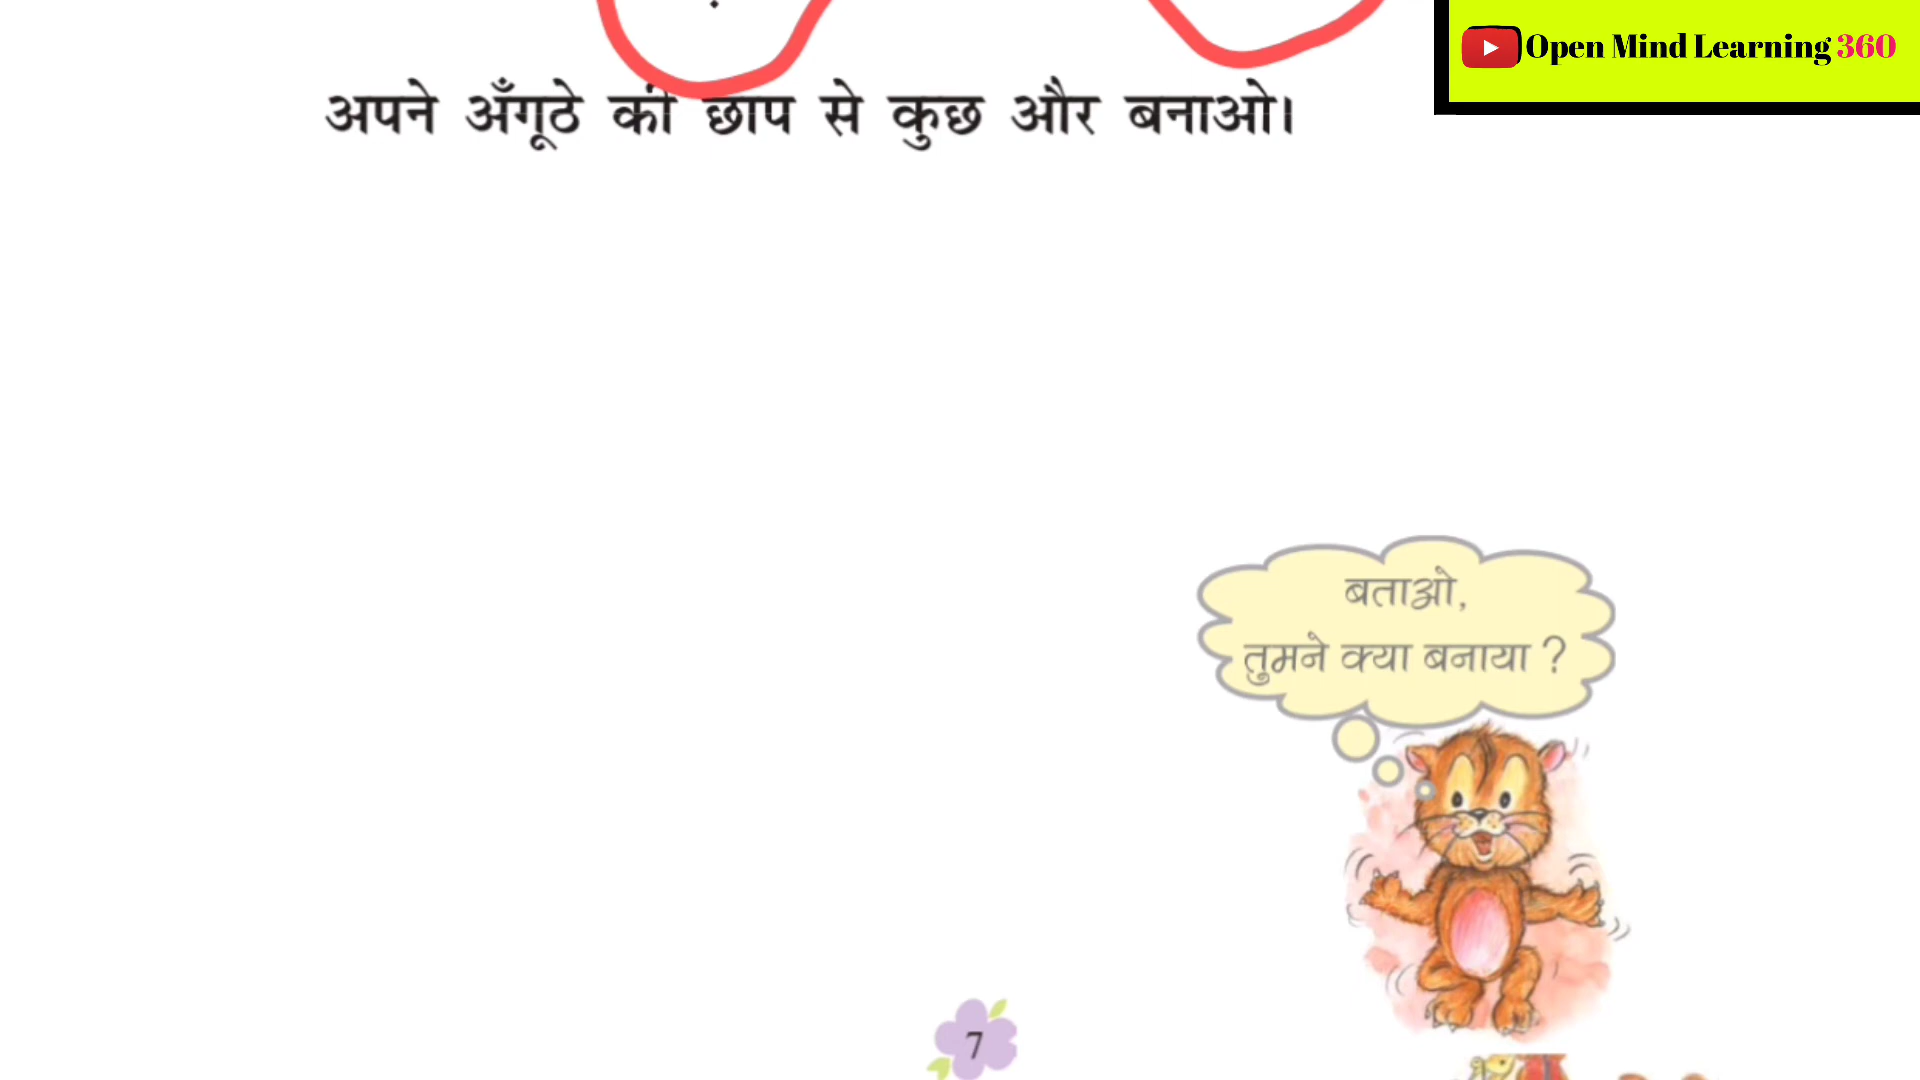 Open Mind Learning 360
अपने अँगूठे की छाप से कुछ और बनाओ।
बताओ,
तुमने क्या बनाया ?
7